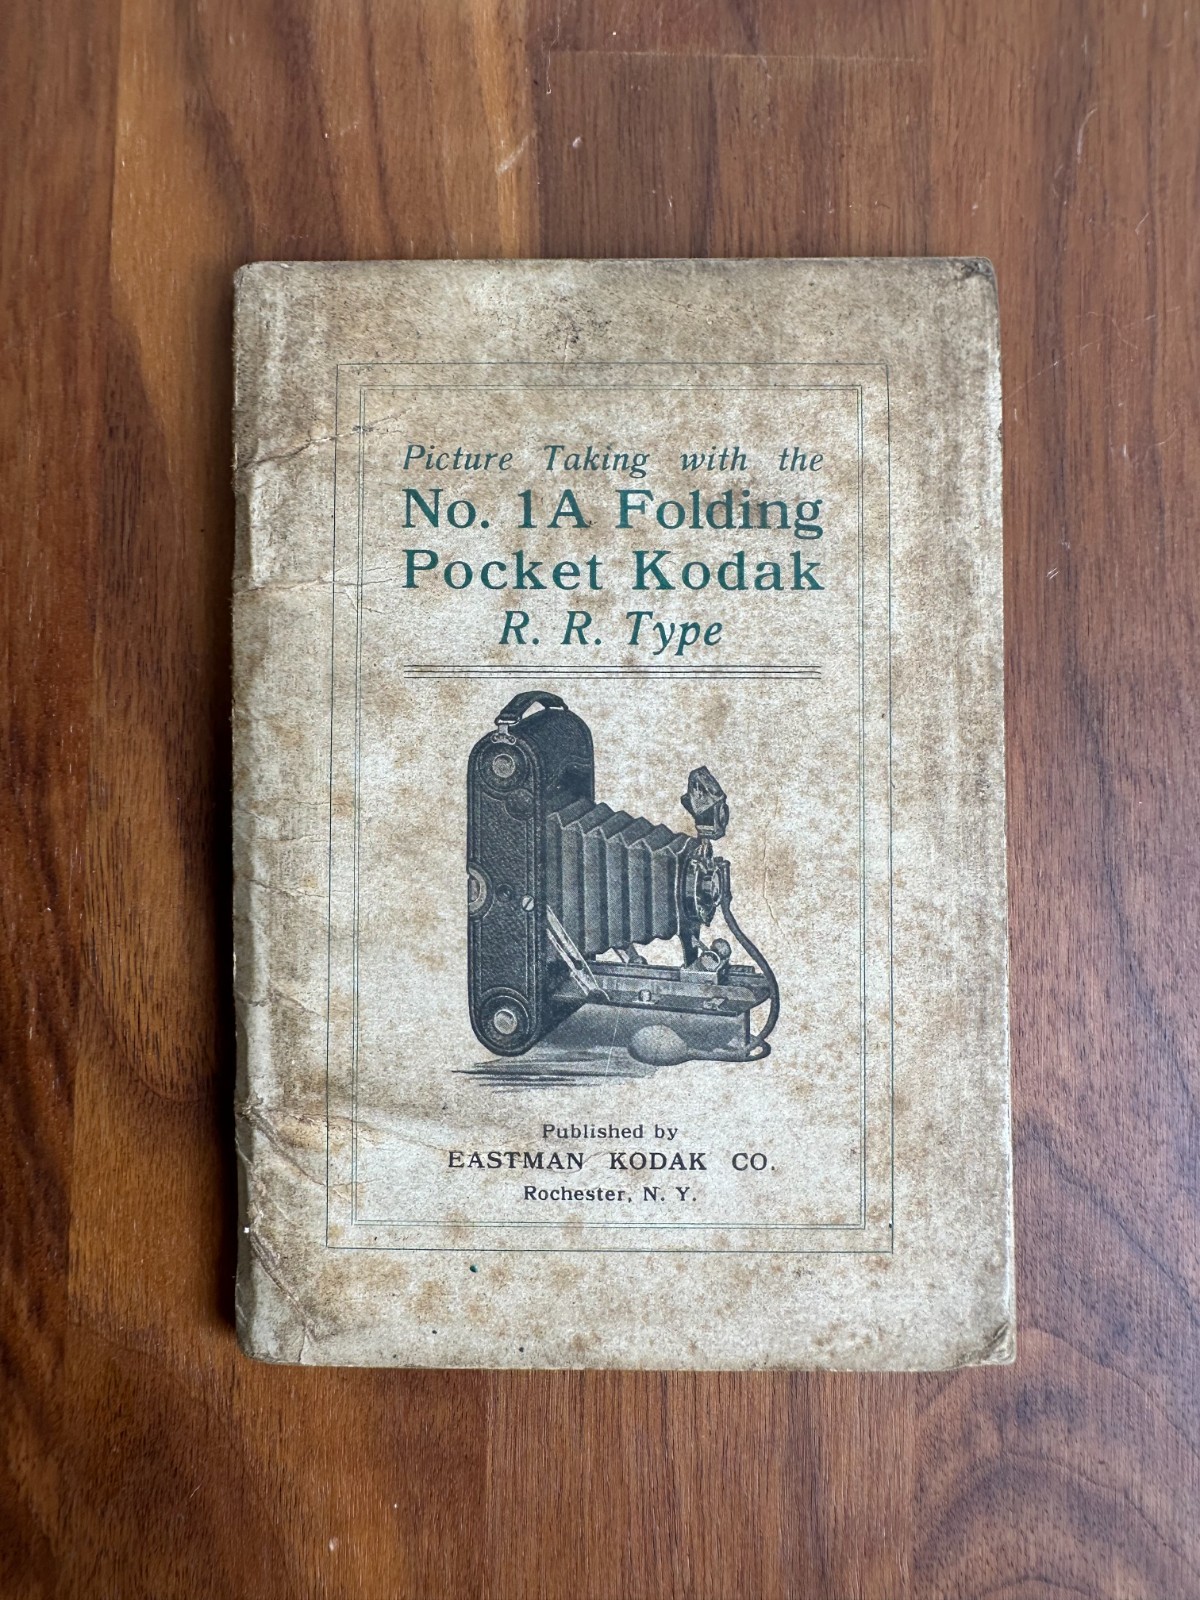 Picture Taking with the
No. 1A Folding
Pocket Kodak
R. R. Type
Published by
EASTMAN KODAK CO.
Rochester, N. Y.